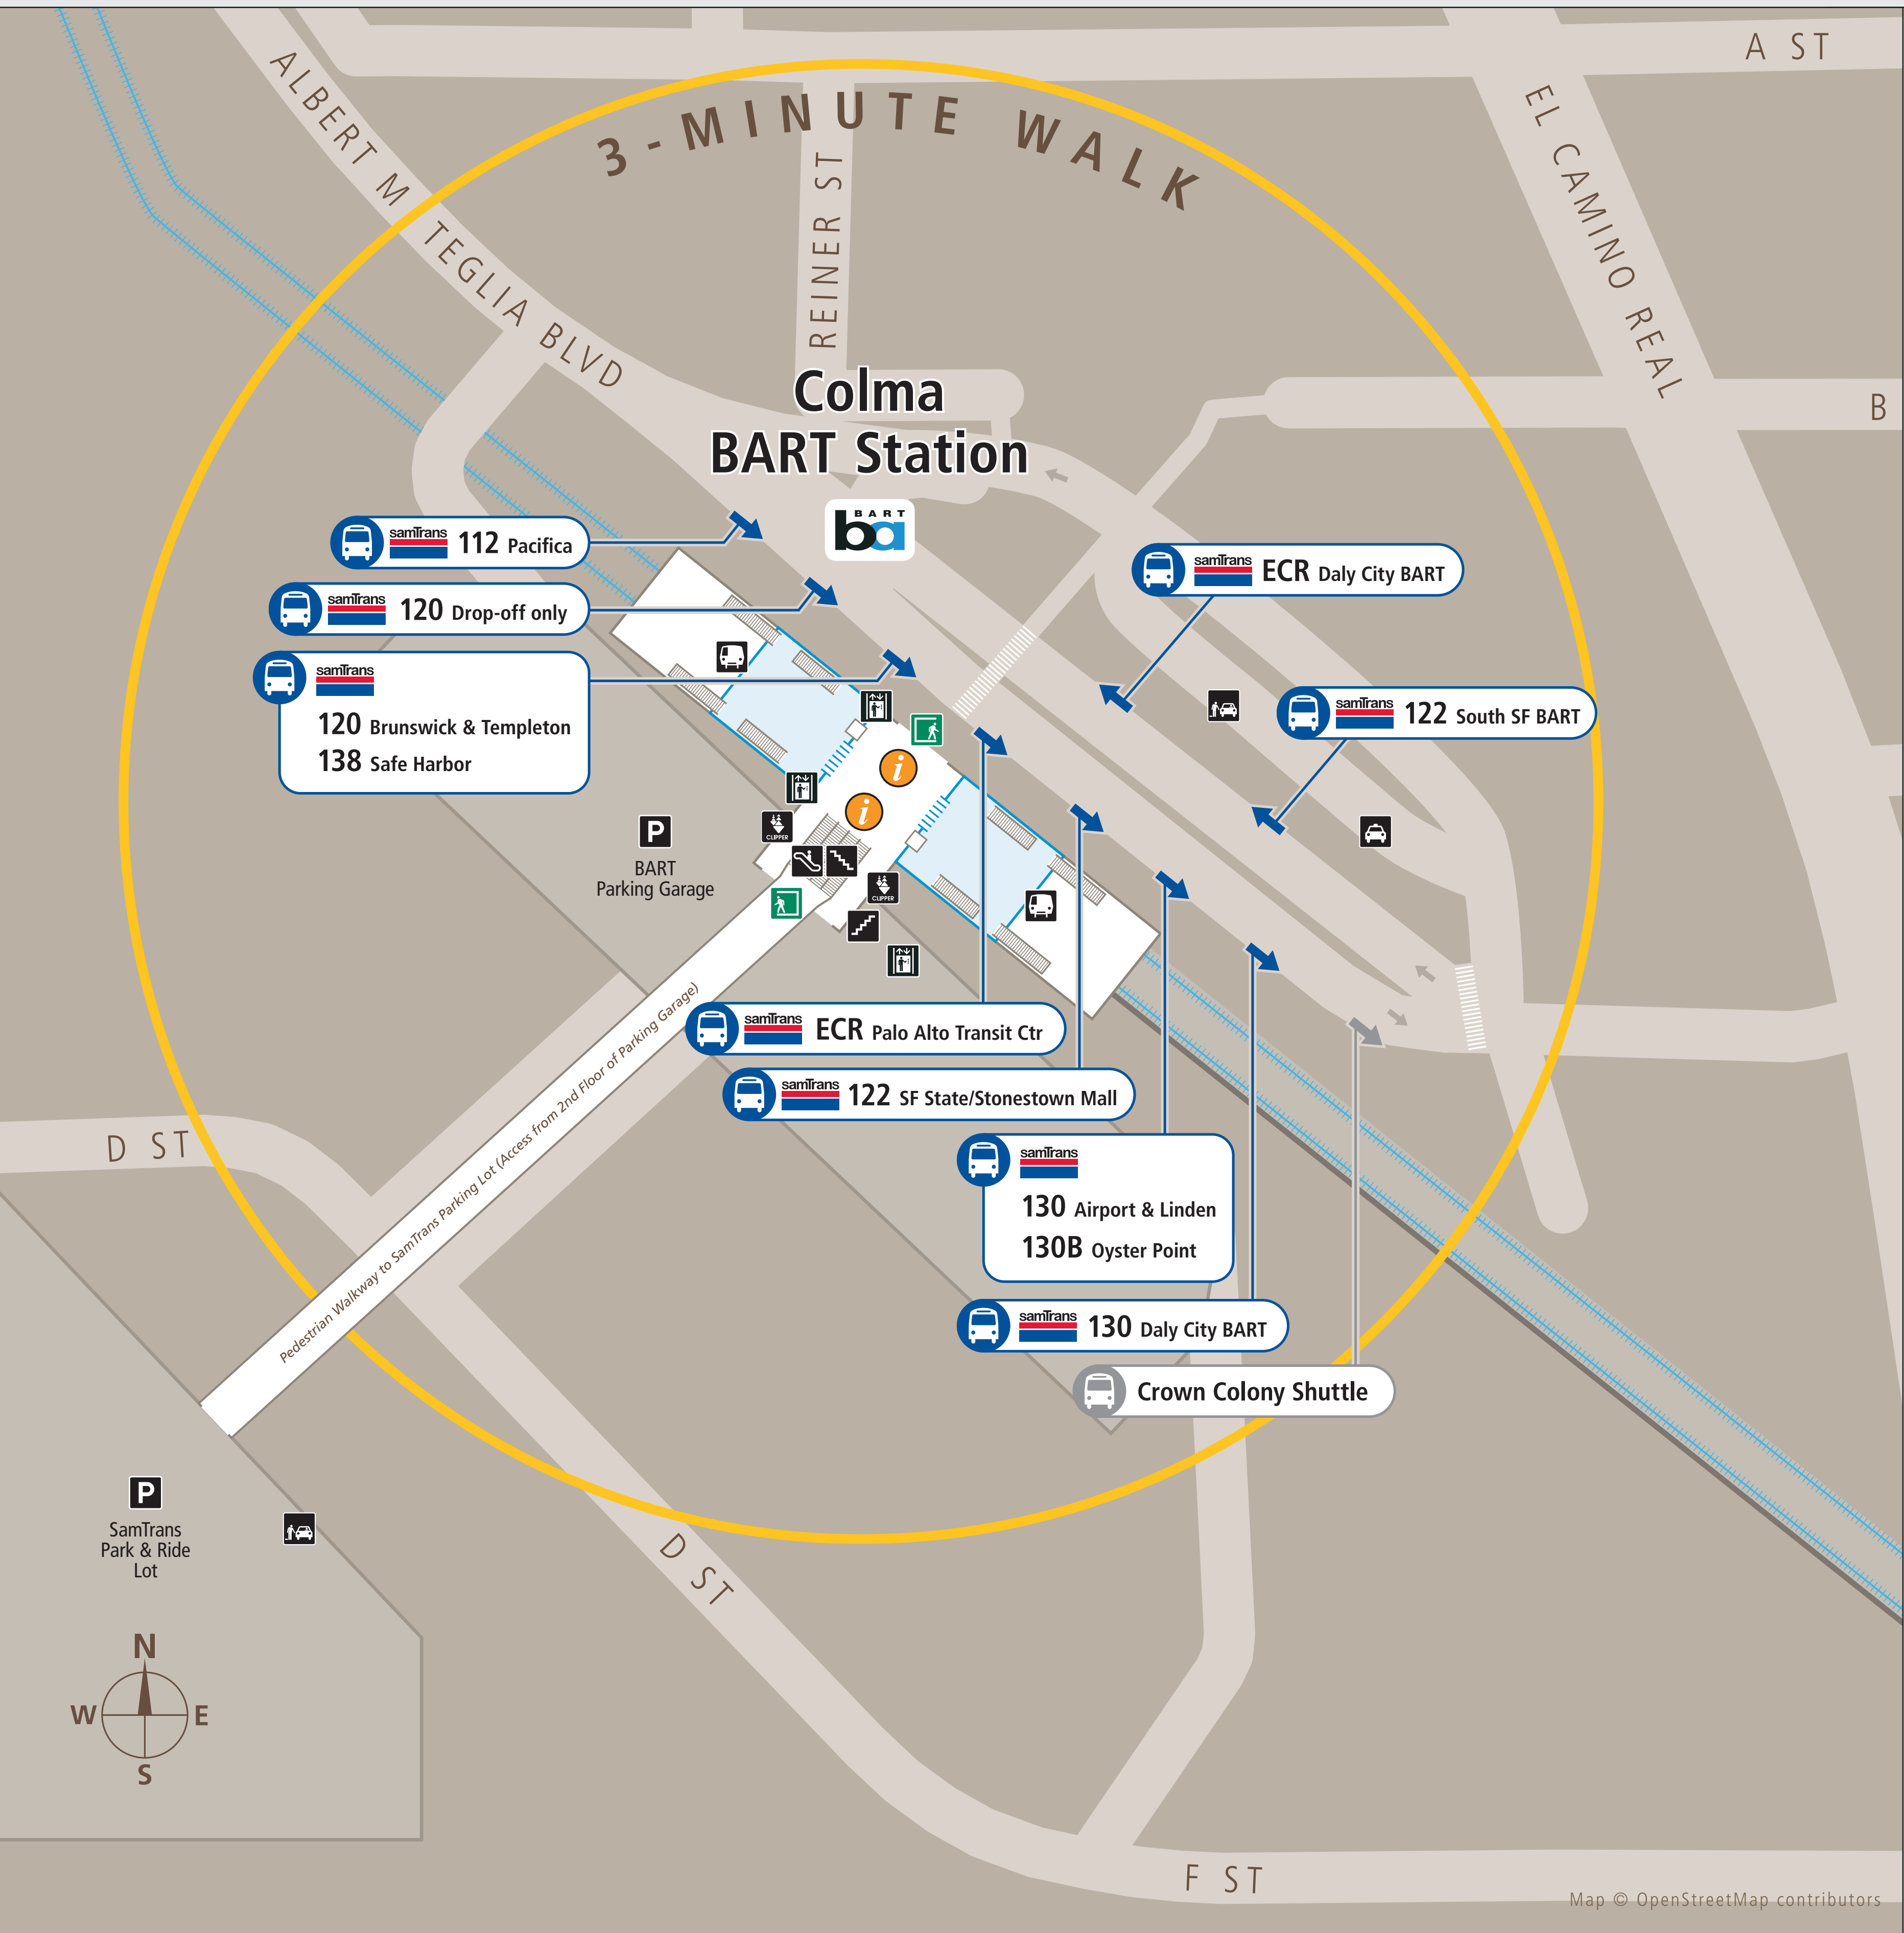 A ST
ALBERT M TEGLIA BLVD
3-MINUTE WALK
REINER ST
EL CAMINO REAL
B
Colma
BART Station
BART
ba
samTrans 112 Pacifica
samTrans 120 Drop-off only
samTrans
120 Brunswick & Templeton
138 Safe Harbor
samTrans ECR Daly City BART
samTrans 122 South SF BART
i
i
P
BART
Parking Garage
CLIPPER
CLIPPER
samTrans ECR Palo Alto Transit Ctr
samTrans 122 SF State/Stonestown Mall
samTrans
130 Airport & Linden
130B Oyster Point
samTrans 130 Daly City BART
Crown Colony Shuttle
Pedestrian Walkway to SamTrans Parking Lot (Access from 2nd Floor of Parking Garage)
D ST
P
SamTrans
Park & Ride
Lot
D ST
N
W E
S
F ST
Map © OpenStreetMap contributors